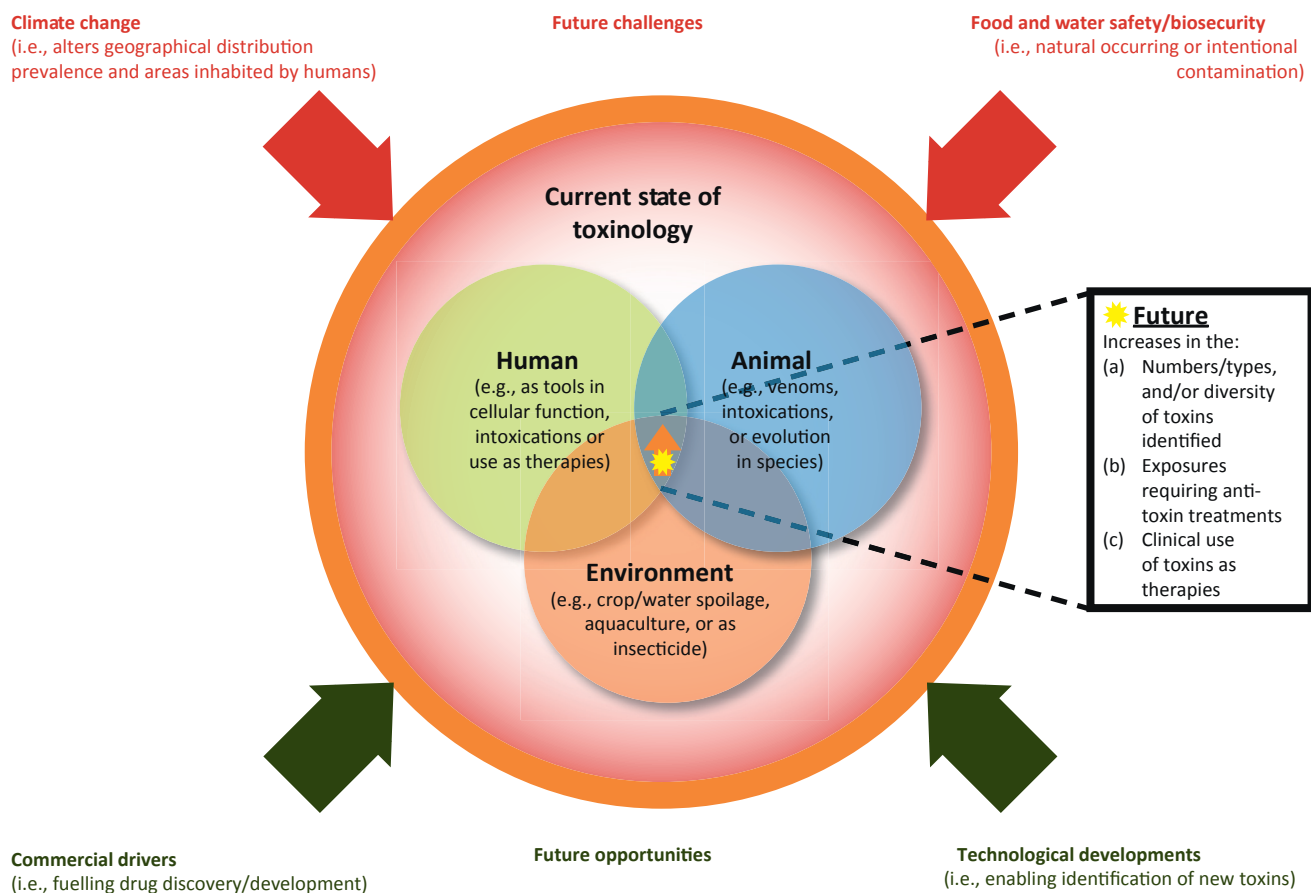 Climate change
(i.e., alters geographical distribution
prevalence and areas inhabited by humans)
Future challenges
Food and water safety/biosecurity
(i.e., natural occurring or intentional
contamination)
Current state of
toxinology
Human
(e.g., as tools in
cellular function,
intoxications or
use as therapies)
Animal
(e.g., venoms,
intoxications,
or evolution
in species)
Environment
(e.g., crop/water spoilage,
aquaculture, or as
insecticide)
Future
Increases in the:
(a) Numbers/types,
and/or diversity
of toxins
identified
(b) Exposures
requiring anti-
toxin treatments
(c) Clinical use
of toxins as
therapies
Commercial drivers
(i.e., fuelling drug discovery/development)
Future opportunities
Technological developments
(i.e., enabling identification of new toxins)